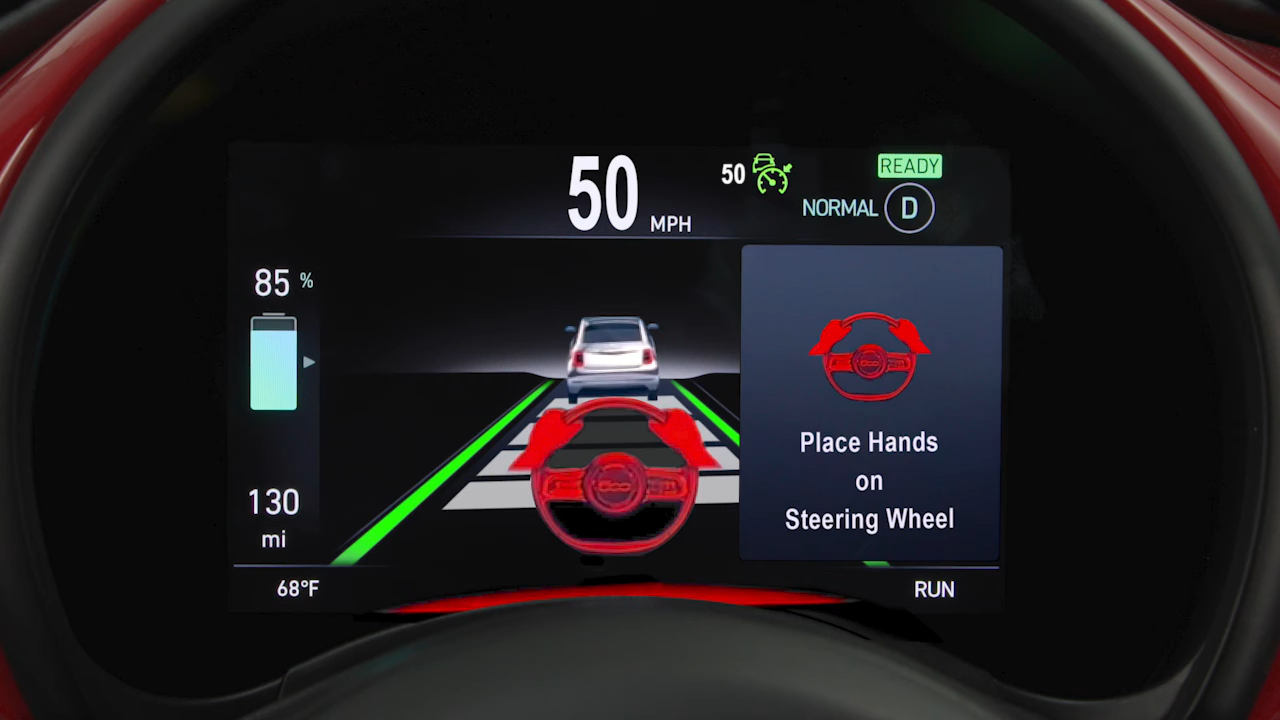 50 MPH
50
READY
NORMAL D
85 %
130
mi
Place Hands
on
Steering Wheel
68°F
RUN